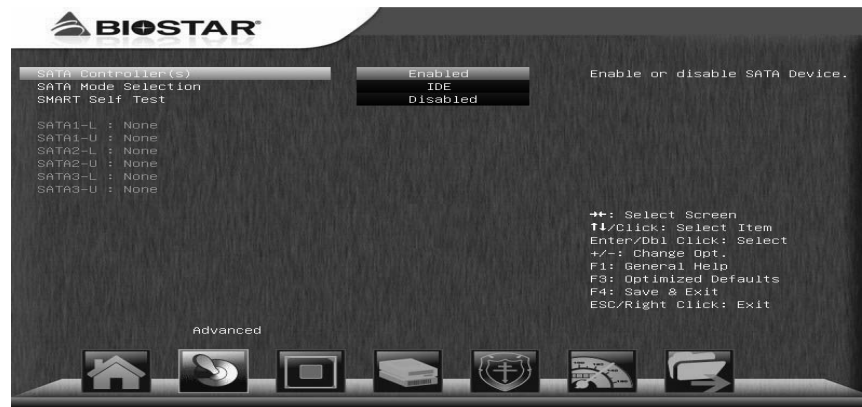 BIOSTAR
SATA Controller(s) Enabled
SATA Mode Selection IDE
SMART Self Test Disabled
SATA1-L : None
SATA1-U : None
SATA2-L : None
SATA2-U : None
SATA3-L : None
SATA3-U : None
Enable or disable SATA Device.
→←: Select Screen
↑↓/Click: Select Item
Enter/Dbl Click: Select
+/-: Change Opt.
F1: General Help
F3: Optimized Defaults
F4: Save & Exit
ESC/Right Click: Exit
Advanced